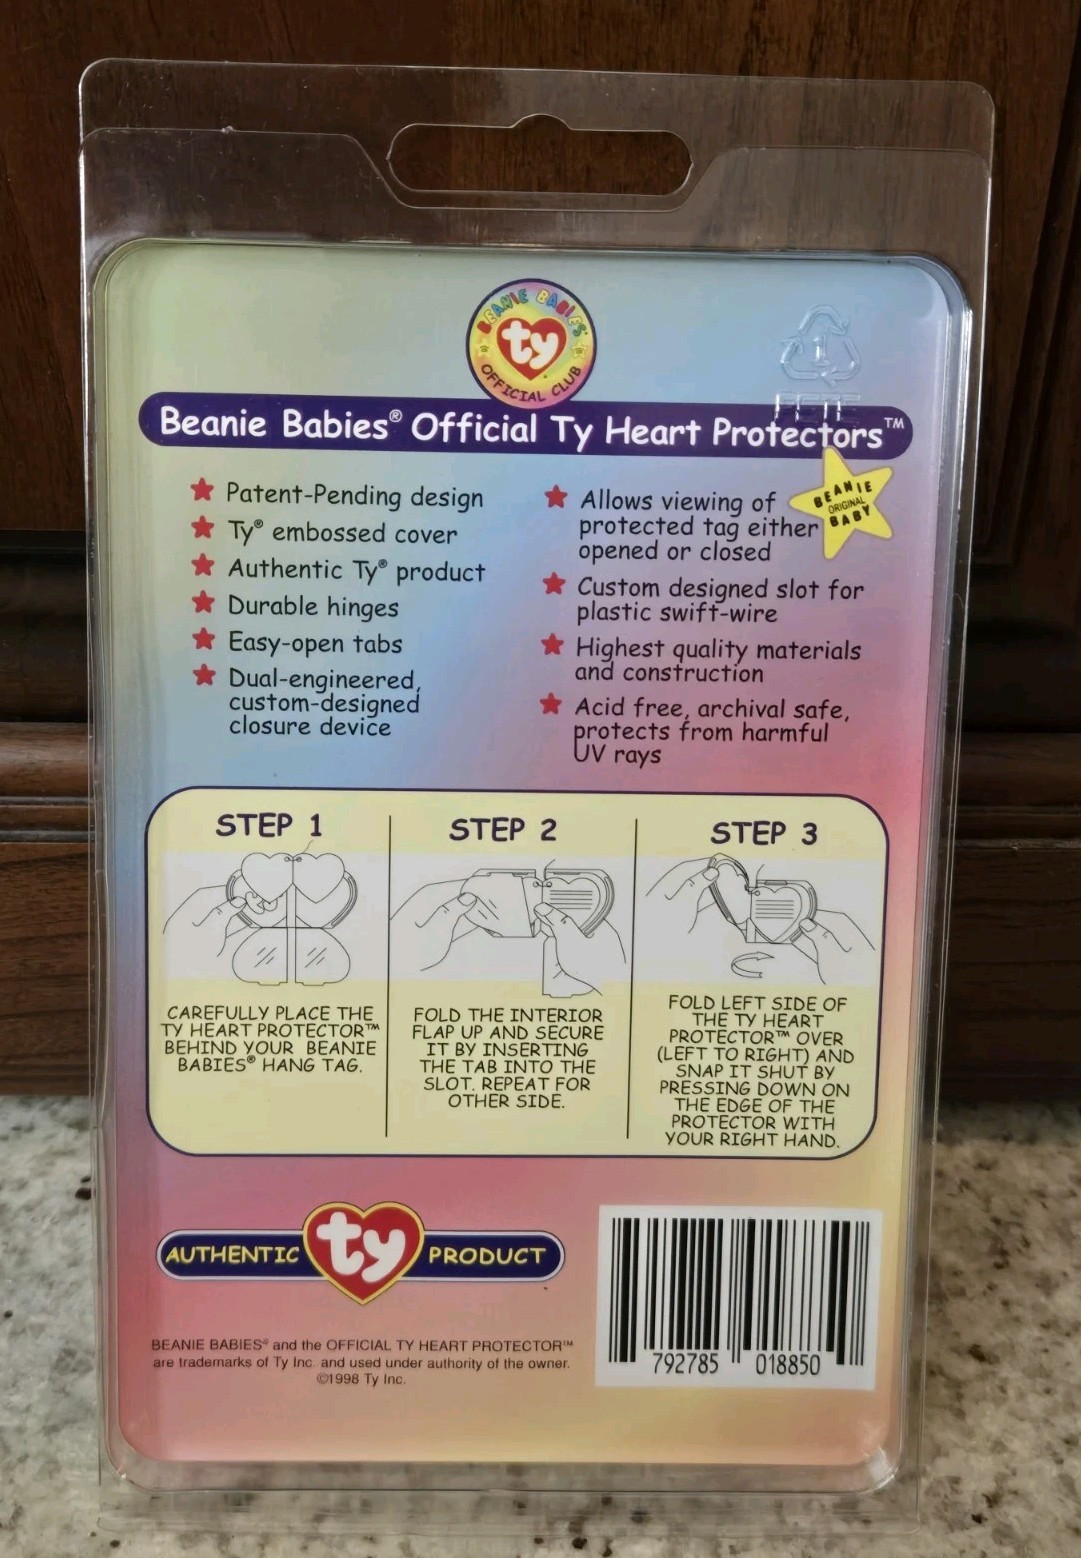 BEANIE BABIES®
ty
OFFICIAL CLUB
1
PETE
Beanie Babies® Official Ty Heart Protectors™
Patent-Pending design
Ty® embossed cover
Authentic Ty® product
Durable hinges
Easy-open tabs
Dual-engineered,
custom-designed
closure device
Allows viewing of
protected tag either
opened or closed
BEANIE
ORIGINAL
BABY
Custom designed slot for
plastic swift-wire
Highest quality materials
and construction
Acid free, archival safe,
protects from harmful
UV rays
STEP 1
CAREFULLY PLACE THE
TY HEART PROTECTOR™
BEHIND YOUR BEANIE
BABIES® HANG TAG.
STEP 2
FOLD THE INTERIOR
FLAP UP AND SECURE
IT BY INSERTING
THE TAB INTO THE
SLOT. REPEAT FOR
OTHER SIDE.
STEP 3
FOLD LEFT SIDE OF
THE TY HEART
PROTECTOR™ OVER
(LEFT TO RIGHT) AND
SNAP IT SHUT BY
PRESSING DOWN ON
THE EDGE OF THE
PROTECTOR WITH
YOUR RIGHT HAND.
AUTHENTIC ty PRODUCT
BEANIE BABIES® and the OFFICIAL TY HEART PROTECTOR™
are trademarks of Ty Inc. and used under authority of the owner.
©1998 Ty Inc.
792785 018850